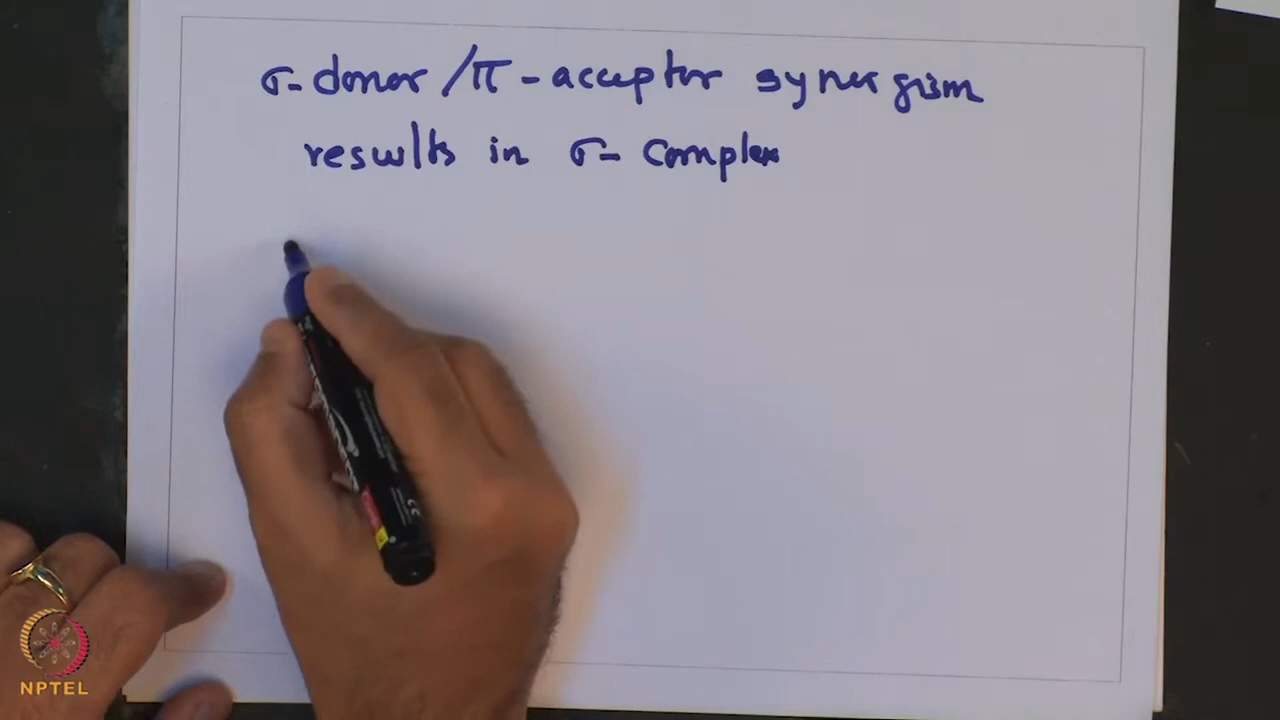 σ-donor/π-acceptor synergism
results in σ-complex
NPTEL